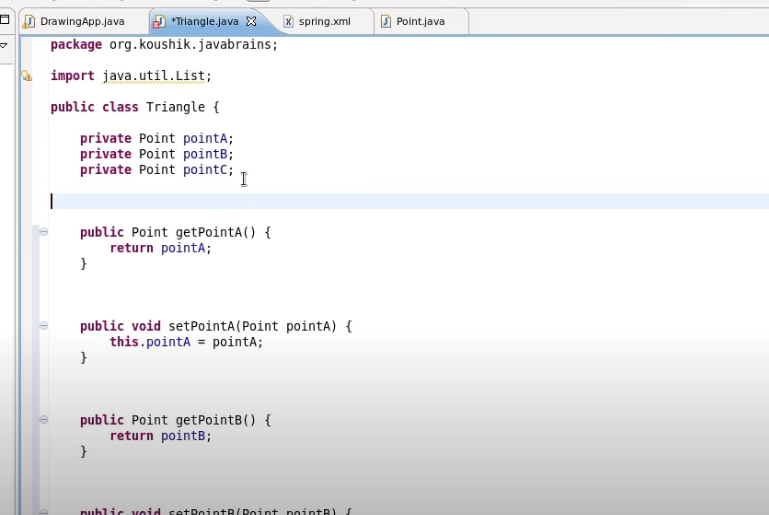 DrawingApp.java *Triangle.java spring.xml Point.java
package org.koushik.javabrains;
import java.util.List;
public class Triangle {
private Point pointA;
private Point pointB;
private Point pointC;
public Point getPointA() {
return pointA;
}
public void setPointA(Point pointA) {
this.pointA = pointA;
}
public Point getPointB() {
return pointB;
}
public void setPointB(Point pointB) {